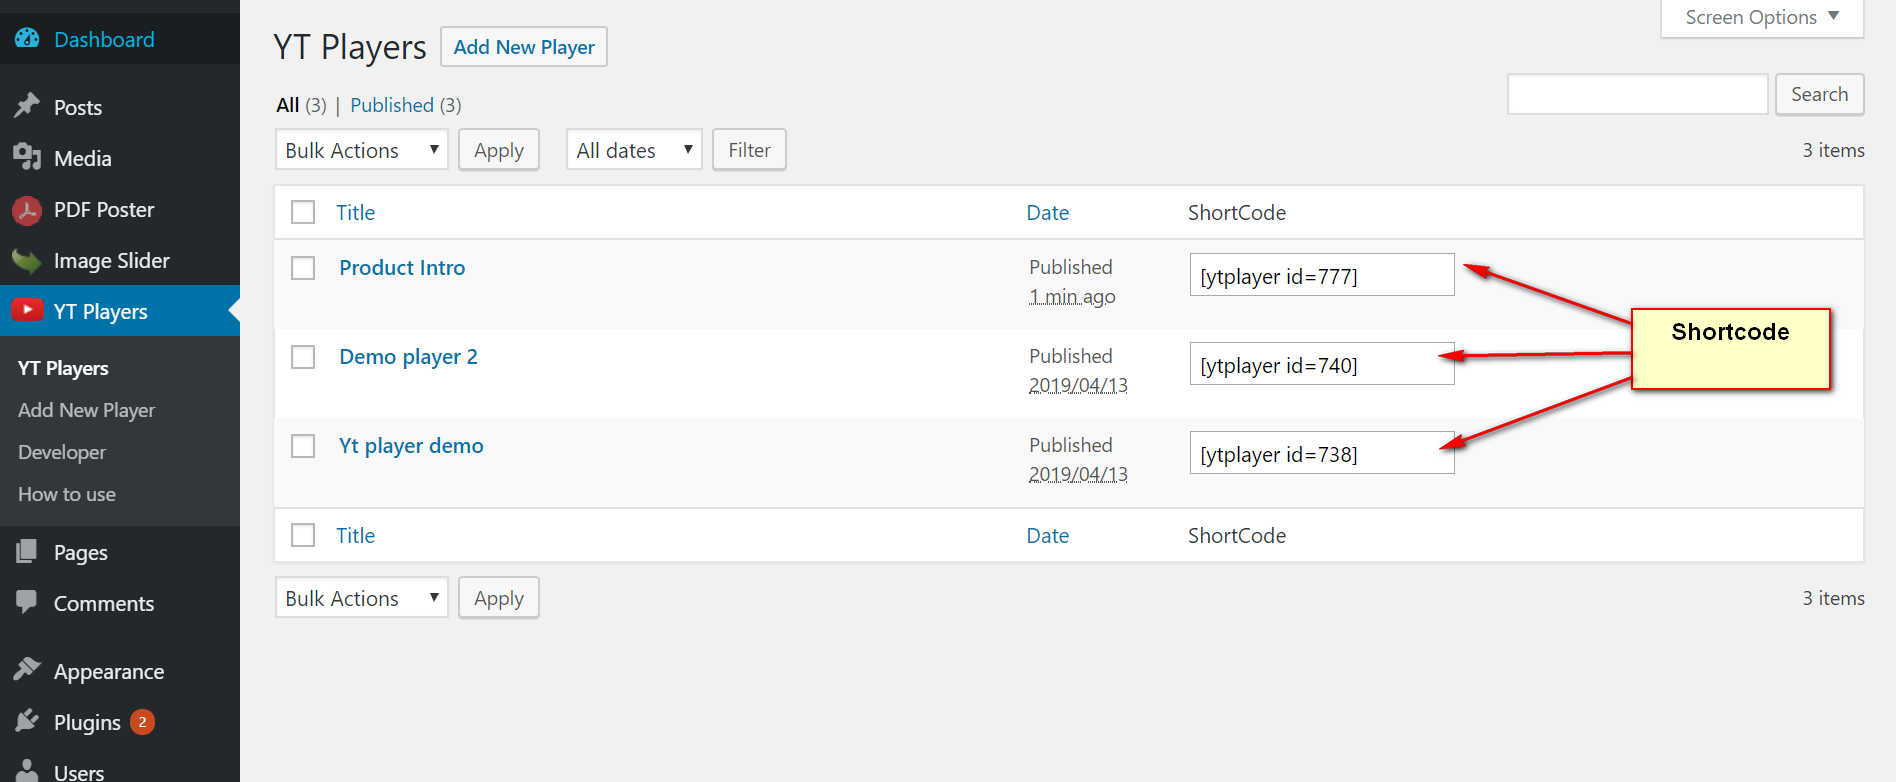 Dashboard
Posts
Media
PDF Poster
Image Slider
YT Players
YT Players
Add New Player
Developer
How to use
Pages
Comments
Appearance
Plugins 2
Users
Screen Options
YT Players Add New Player
All (3) | Published (3)
Search
Bulk Actions Apply All dates Filter 3 items
Title Date ShortCode
Product Intro Published [ytplayer id=777]
1 min ago
Shortcode
Demo player 2 Published [ytplayer id=740]
2019/04/13
Yt player demo Published [ytplayer id=738]
2019/04/13
Title Date ShortCode
Bulk Actions Apply 3 items